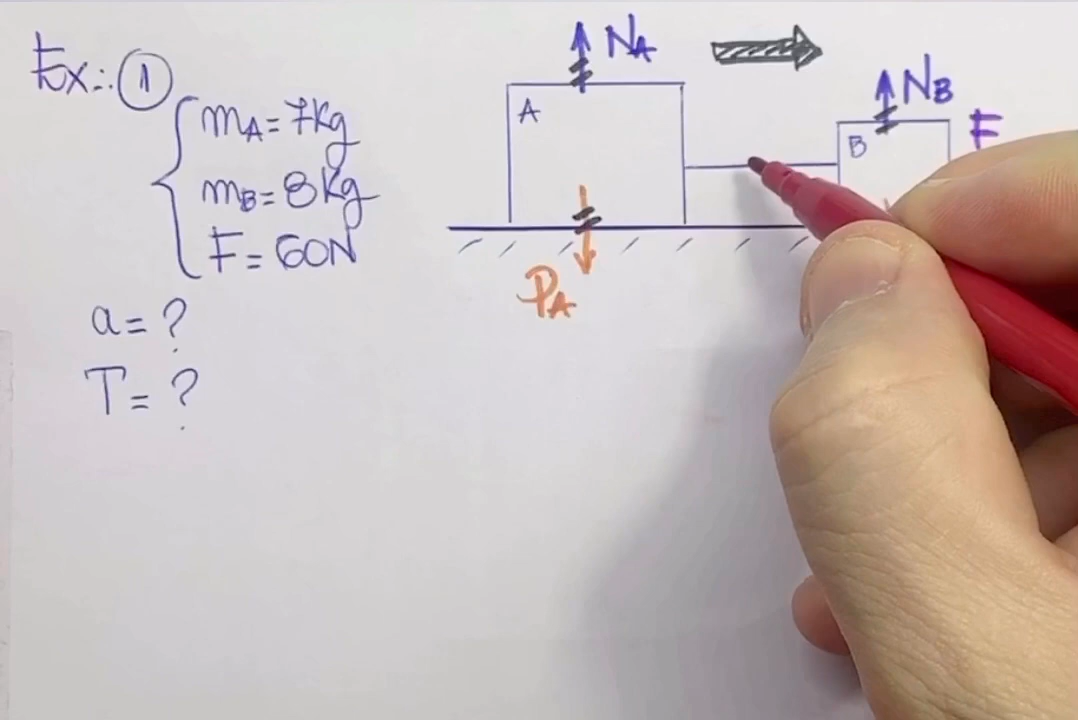 Ex.: 1
mA = 7Kg
mB = 8Kg
F = 60N
a = ?
T = ?
NA
A
PA
NB
B
F